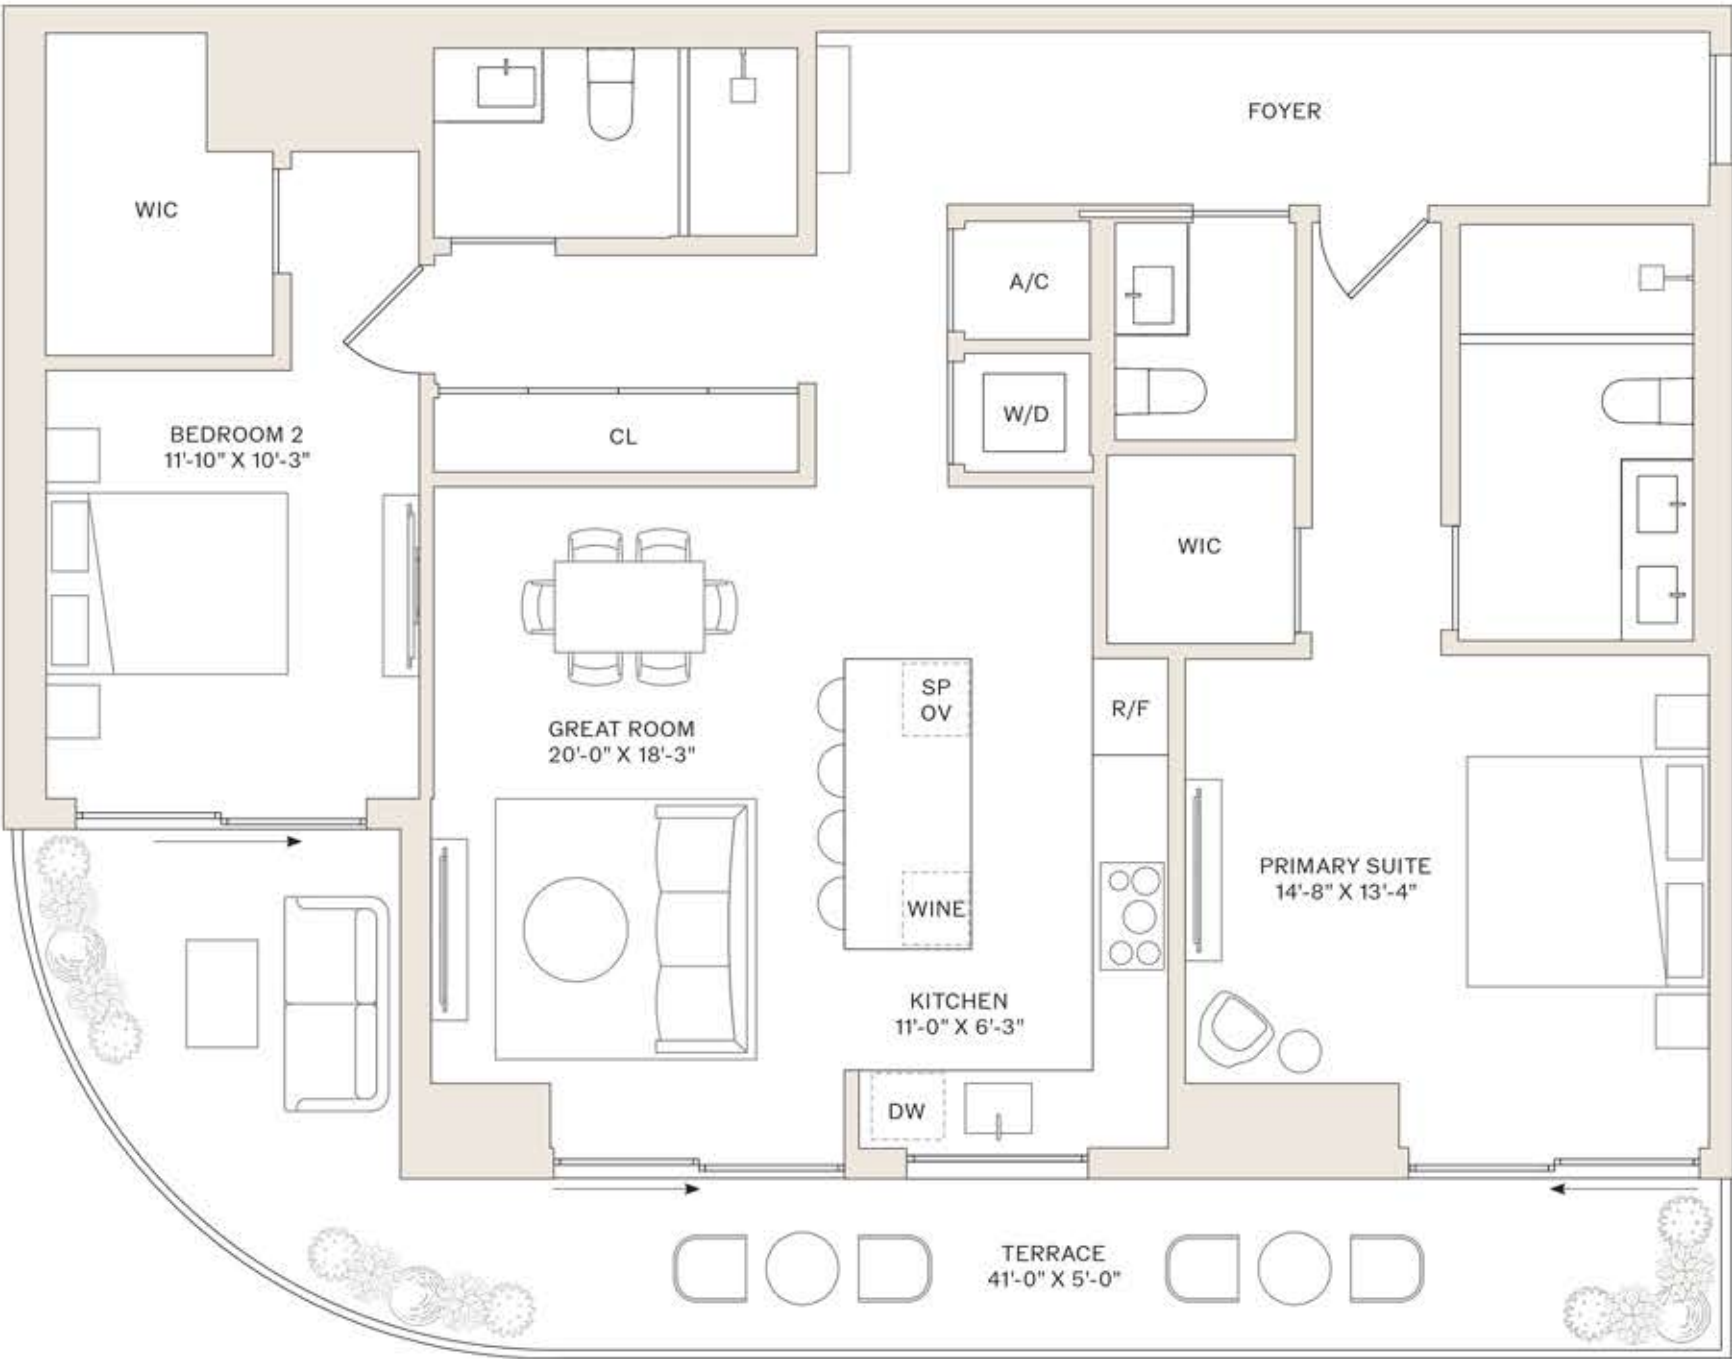 FOYER
WIC
A/C
W/D
BEDROOM 2
11'-10" X 10'-3"
CL
WIC
SP
OV
R/F
GREAT ROOM
20'-0" X 18'-3"
PRIMARY SUITE
14'-8" X 13'-4"
WINE
KITCHEN
11'-0" X 6'-3"
DW
TERRACE
41'-0" X 5'-0"